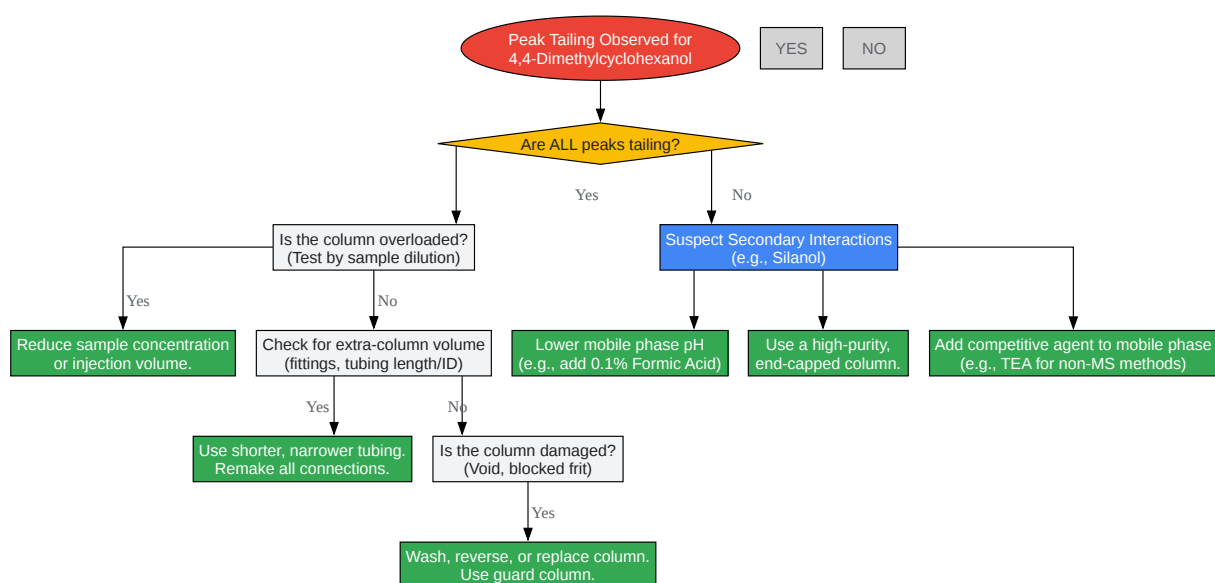 Peak Tailing Observed for
4,4-Dimethylcyclohexanol
YES
NO
Are ALL peaks tailing?
Yes
No
Is the column overloaded?
(Test by sample dilution)
Suspect Secondary Interactions
(e.g., Silanol)
Yes
No
Reduce sample concentration
or injection volume.
Check for extra-column volume
(fittings, tubing length/ID)
Lower mobile phase pH
(e.g., add 0.1% Formic Acid)
Use a high-purity,
end-capped column.
Add competitive agent to mobile phase
(e.g., TEA for non-MS methods)
Yes
No
Use shorter, narrower tubing.
Remake all connections.
Is the column damaged?
(Void, blocked frit)
Yes
Wash, reverse, or replace column.
Use guard column.